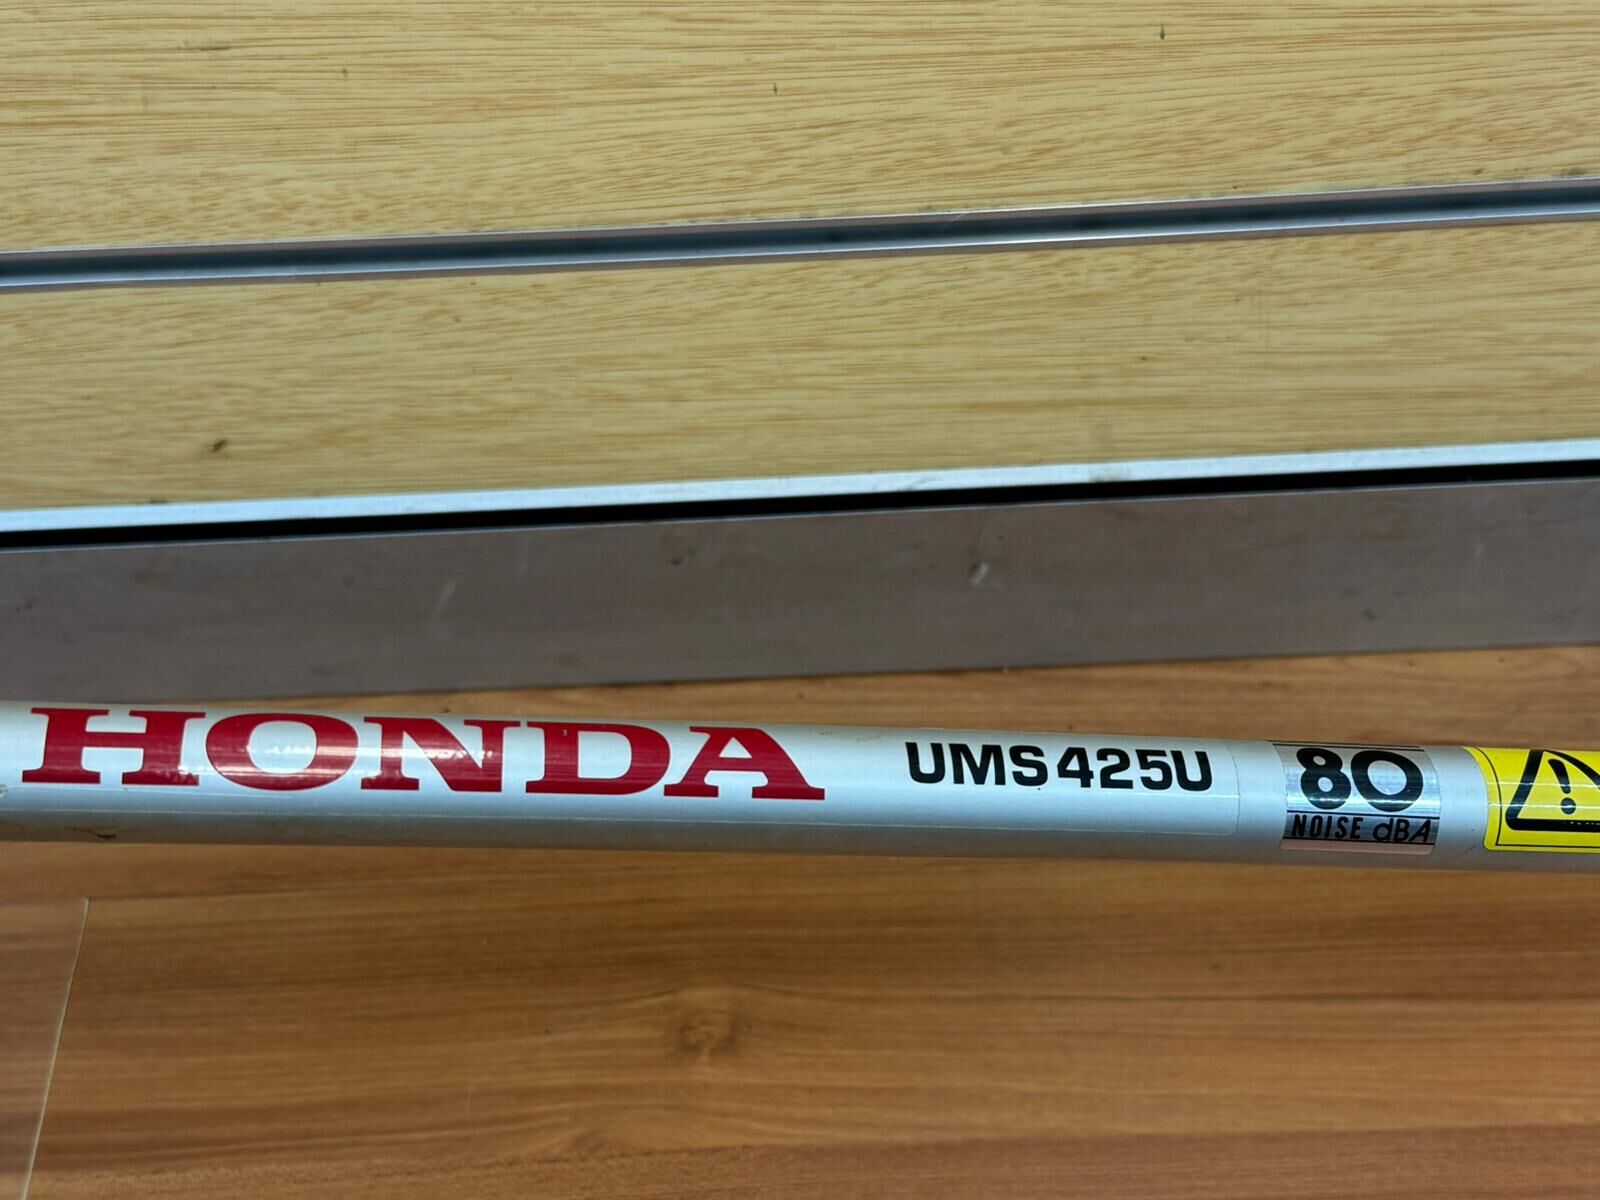 HONDA UMS425U
80
NOISE dBA